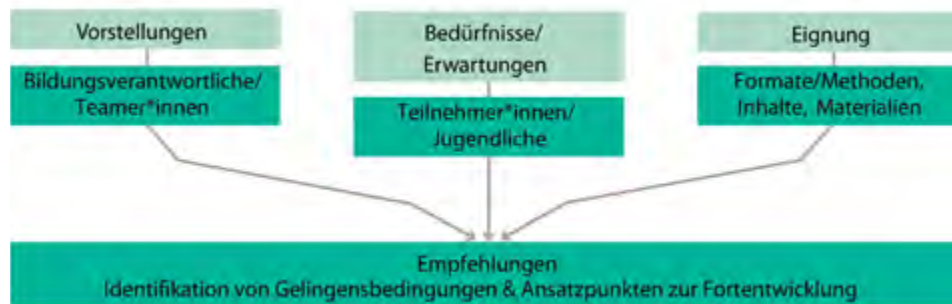 Vorstellungen
Bildungsverantwortliche/
Teamer*innen
Bedürfnisse/
Erwartungen
Teilnehmer*innen/
Jugendliche
Eignung
Formate/Methoden,
Inhalte, Materialien
Empfehlungen
Identifikation von Gelingensbedingungen & Ansatzpunkten zur Fortentwicklung